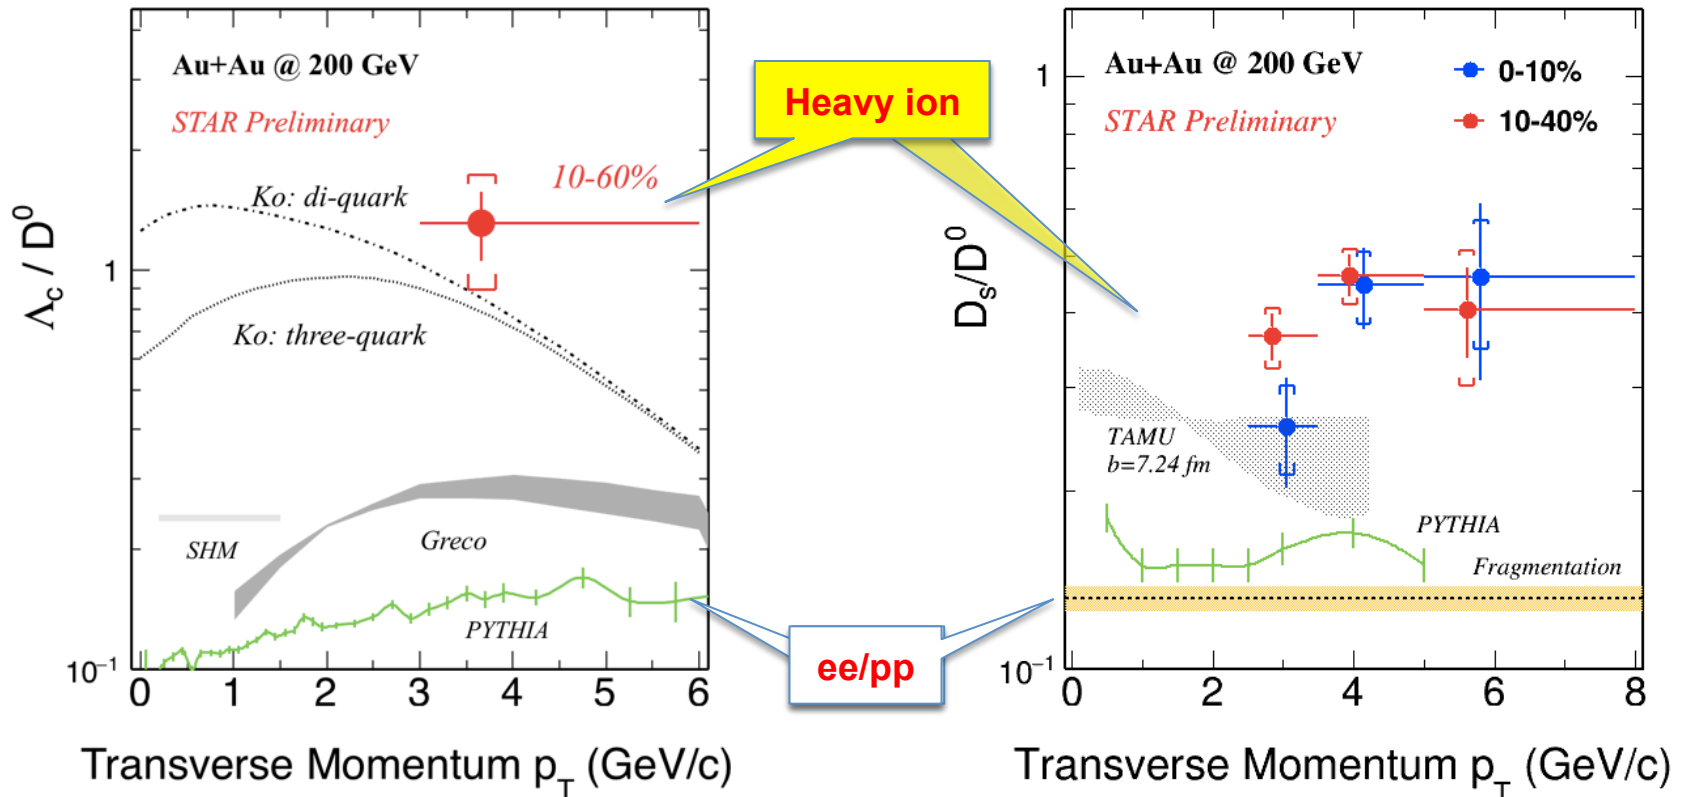 Au+Au @ 200 GeV
STAR Preliminary
10-60%
Ko: di-quark
Ko: three-quark
SHM
Greco
PYTHIA
Λc / D⁰
1
10⁻¹
0 1 2 3 4 5 6
Transverse Momentum pT (GeV/c)
Heavy ion
ee/pp
Au+Au @ 200 GeV
STAR Preliminary
0-10%
10-40%
TAMU
b=7.24 fm
PYTHIA
Fragmentation
Ds/D⁰
1
10⁻¹
0 2 4 6 8
Transverse Momentum pT (GeV/c)